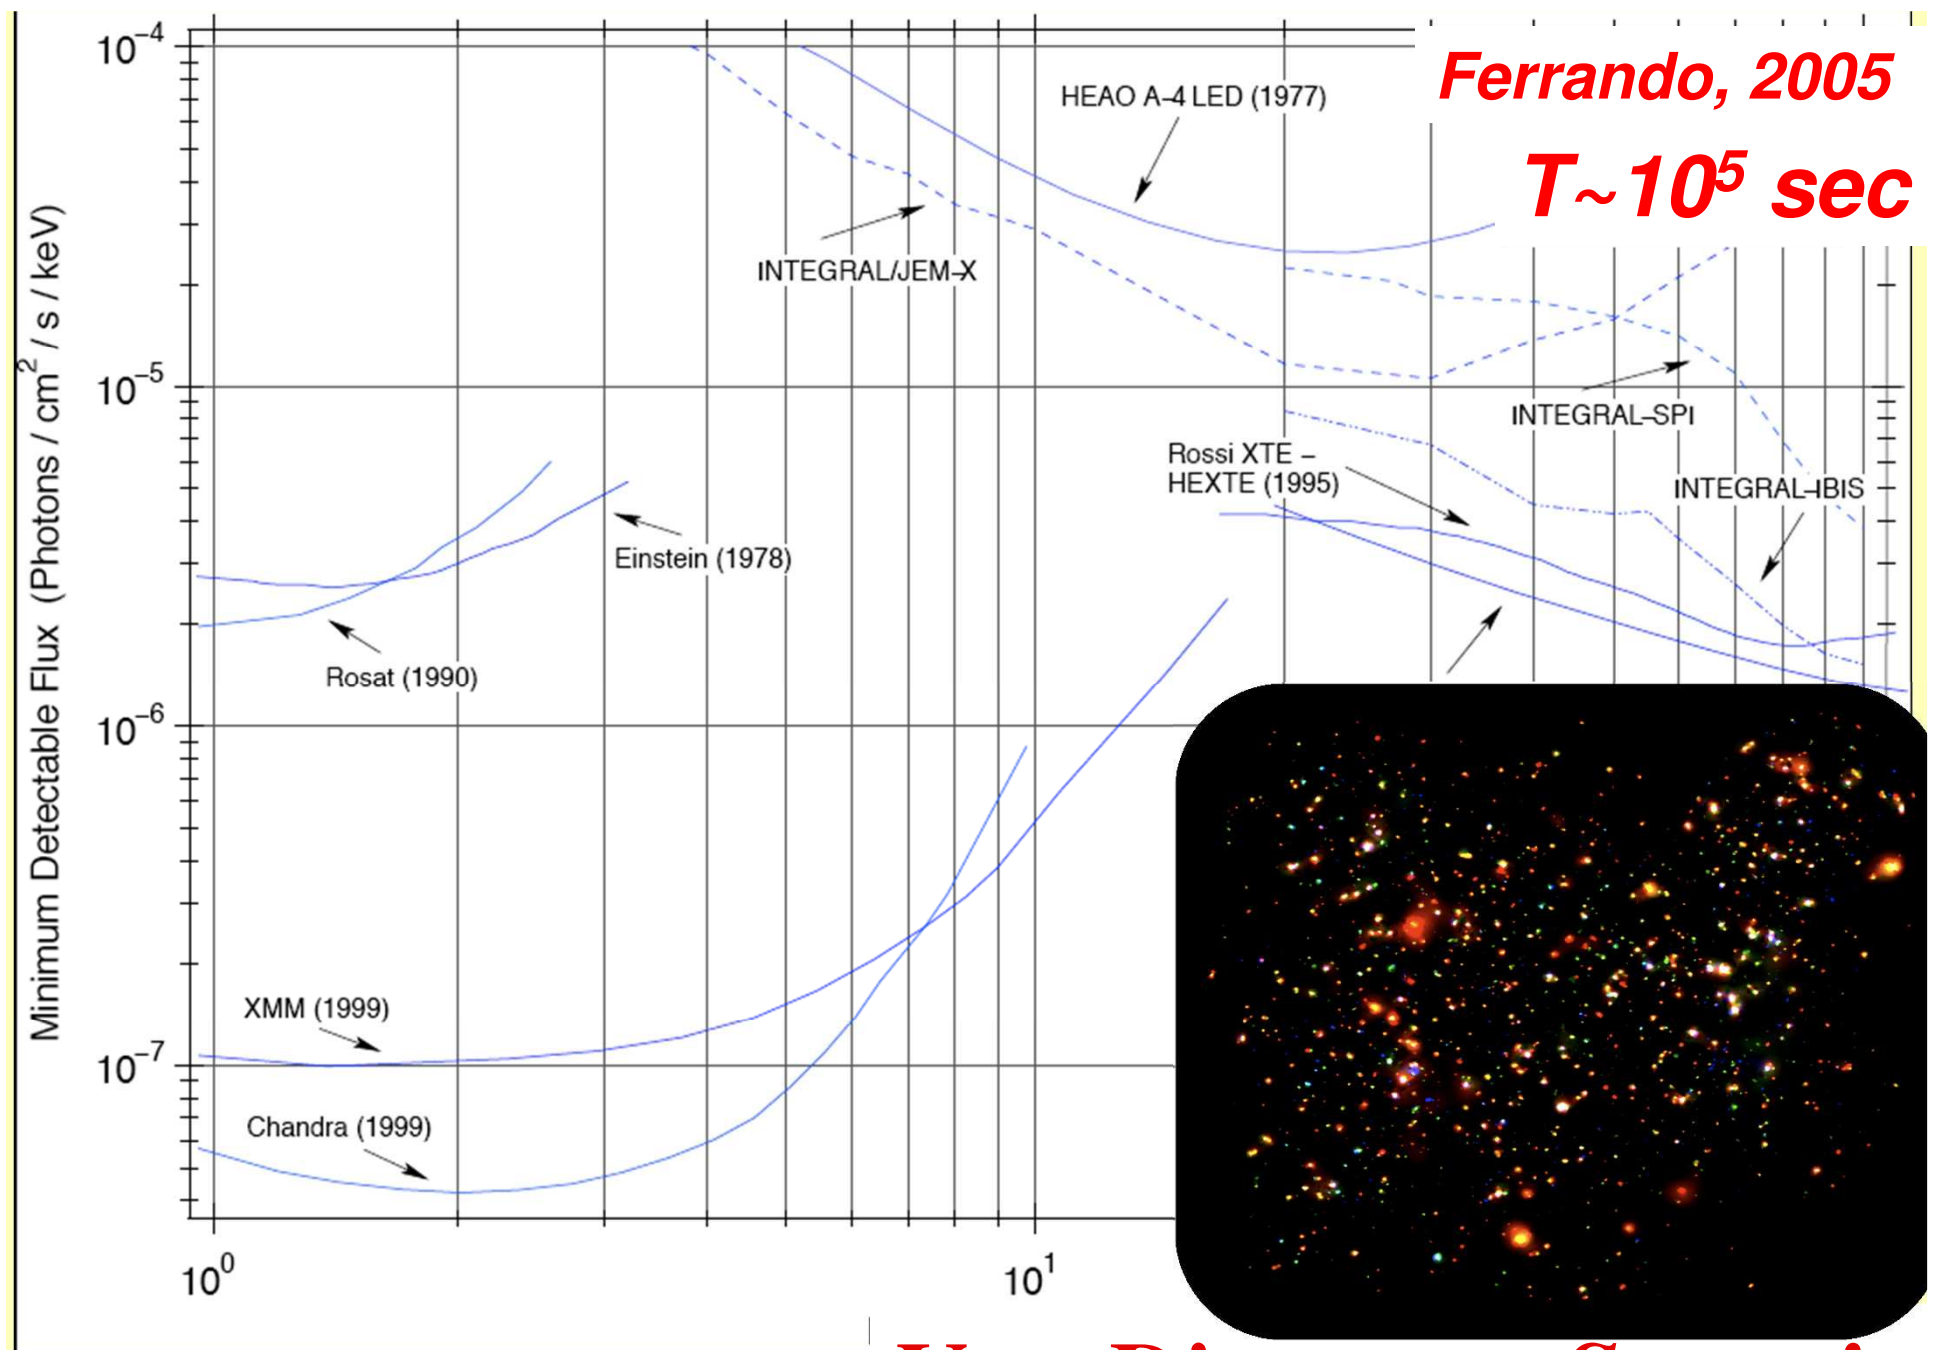 10⁻⁴
Ferrando, 2005
HEAO A–4 LED (1977)
T~10⁵ sec
INTEGRAL/JEM–X
10⁻⁵
INTEGRAL–SPI
Rossi XTE –
HEXTE (1995)
INTEGRAL–IBIS
Einstein (1978)
Rosat (1990)
10⁻⁶
XMM (1999)
10⁻⁷
Chandra (1999)
10⁰
10¹
Minimum Detectable Flux (Photons / cm² / s / keV)